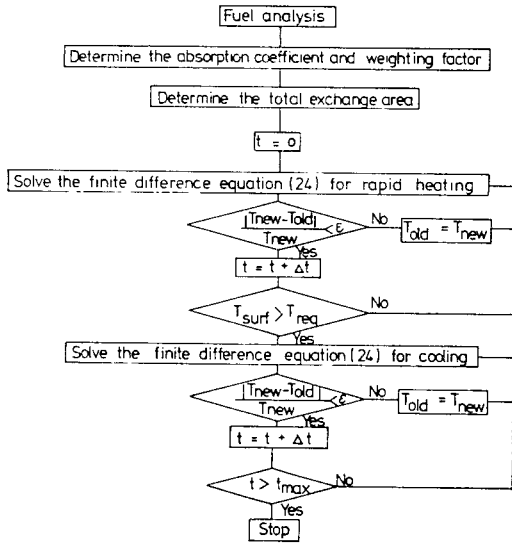 Fuel analysis
Determine the absorption coefficient and weighting factor
Determine the total exchange area
t = 0
Solve the finite difference equation (24) for rapid heating
|Tnew-Told|
Tnew
< ε
No
Told = Tnew
Yes
t = t + Δt
Tsurf > Treq
No
Yes
Solve the finite difference equation (24) for cooling
|Tnew-Told|
Tnew
< ε
No
Told = Tnew
Yes
t = t + Δt
t > tmax
No
Yes
Stop